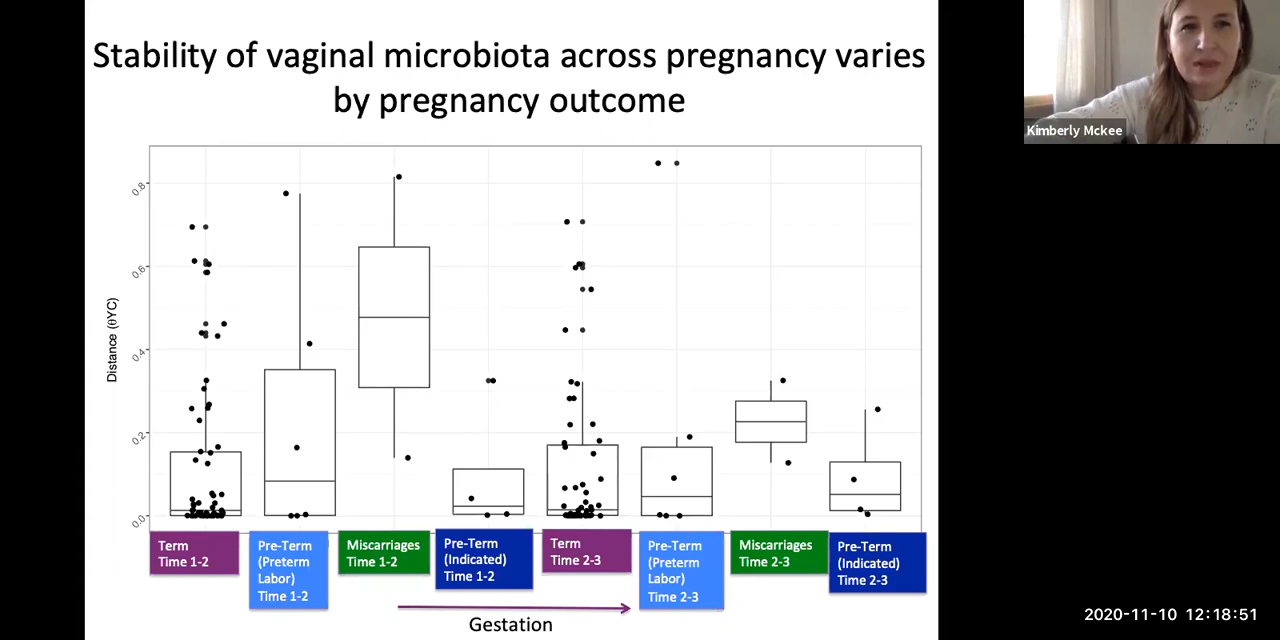 Stability of vaginal microbiota across pregnancy varies
by pregnancy outcome
Kimberly Mckee
Distance (θYC)
0.8
0.6
0.4
0.2
0.0
Term
Time 1-2
Pre-Term
(Preterm
Labor)
Time 1-2
Miscarriages
Time 1-2
Pre-Term
(Indicated)
Time 1-2
Term
Time 2-3
Pre-Term
(Preterm
Labor)
Time 2-3
Miscarriages
Time 2-3
Pre-Term
(Indicated)
Time 2-3
Gestation
2020-11-10 12:18:51